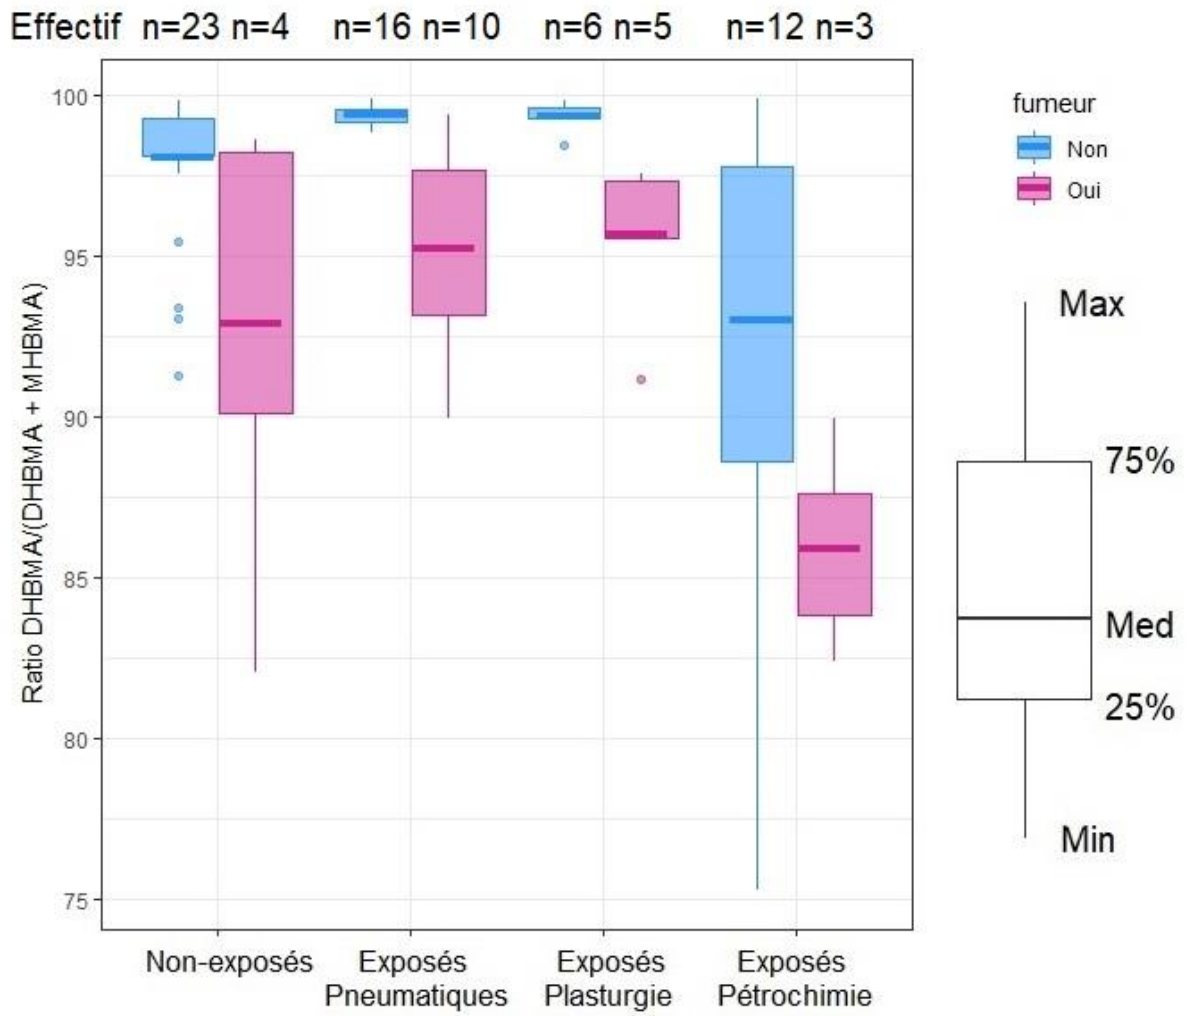 Effectif n=23 n=4 n=16 n=10 n=6 n=5 n=12 n=3
Ratio DHBMA/(DHBMA + MHBMA)
100
95
90
85
80
75
Non-exposés
Exposés
Pneumatiques
Exposés
Plasturgie
Exposés
Pétrochimie
fumeur
Non
Oui
Max
75%
Med
25%
Min